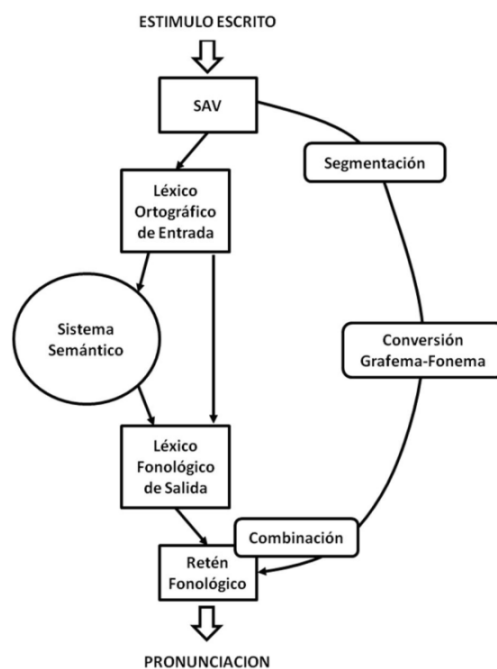 ESTIMULO ESCRITO
SAV
Segmentación
Léxico
Ortográfico
de Entrada
Sistema
Semántico
Conversión
Grafema-Fonema
Léxico
Fonológico
de Salida
Combinación
Retén
Fonológico
PRONUNCIACION